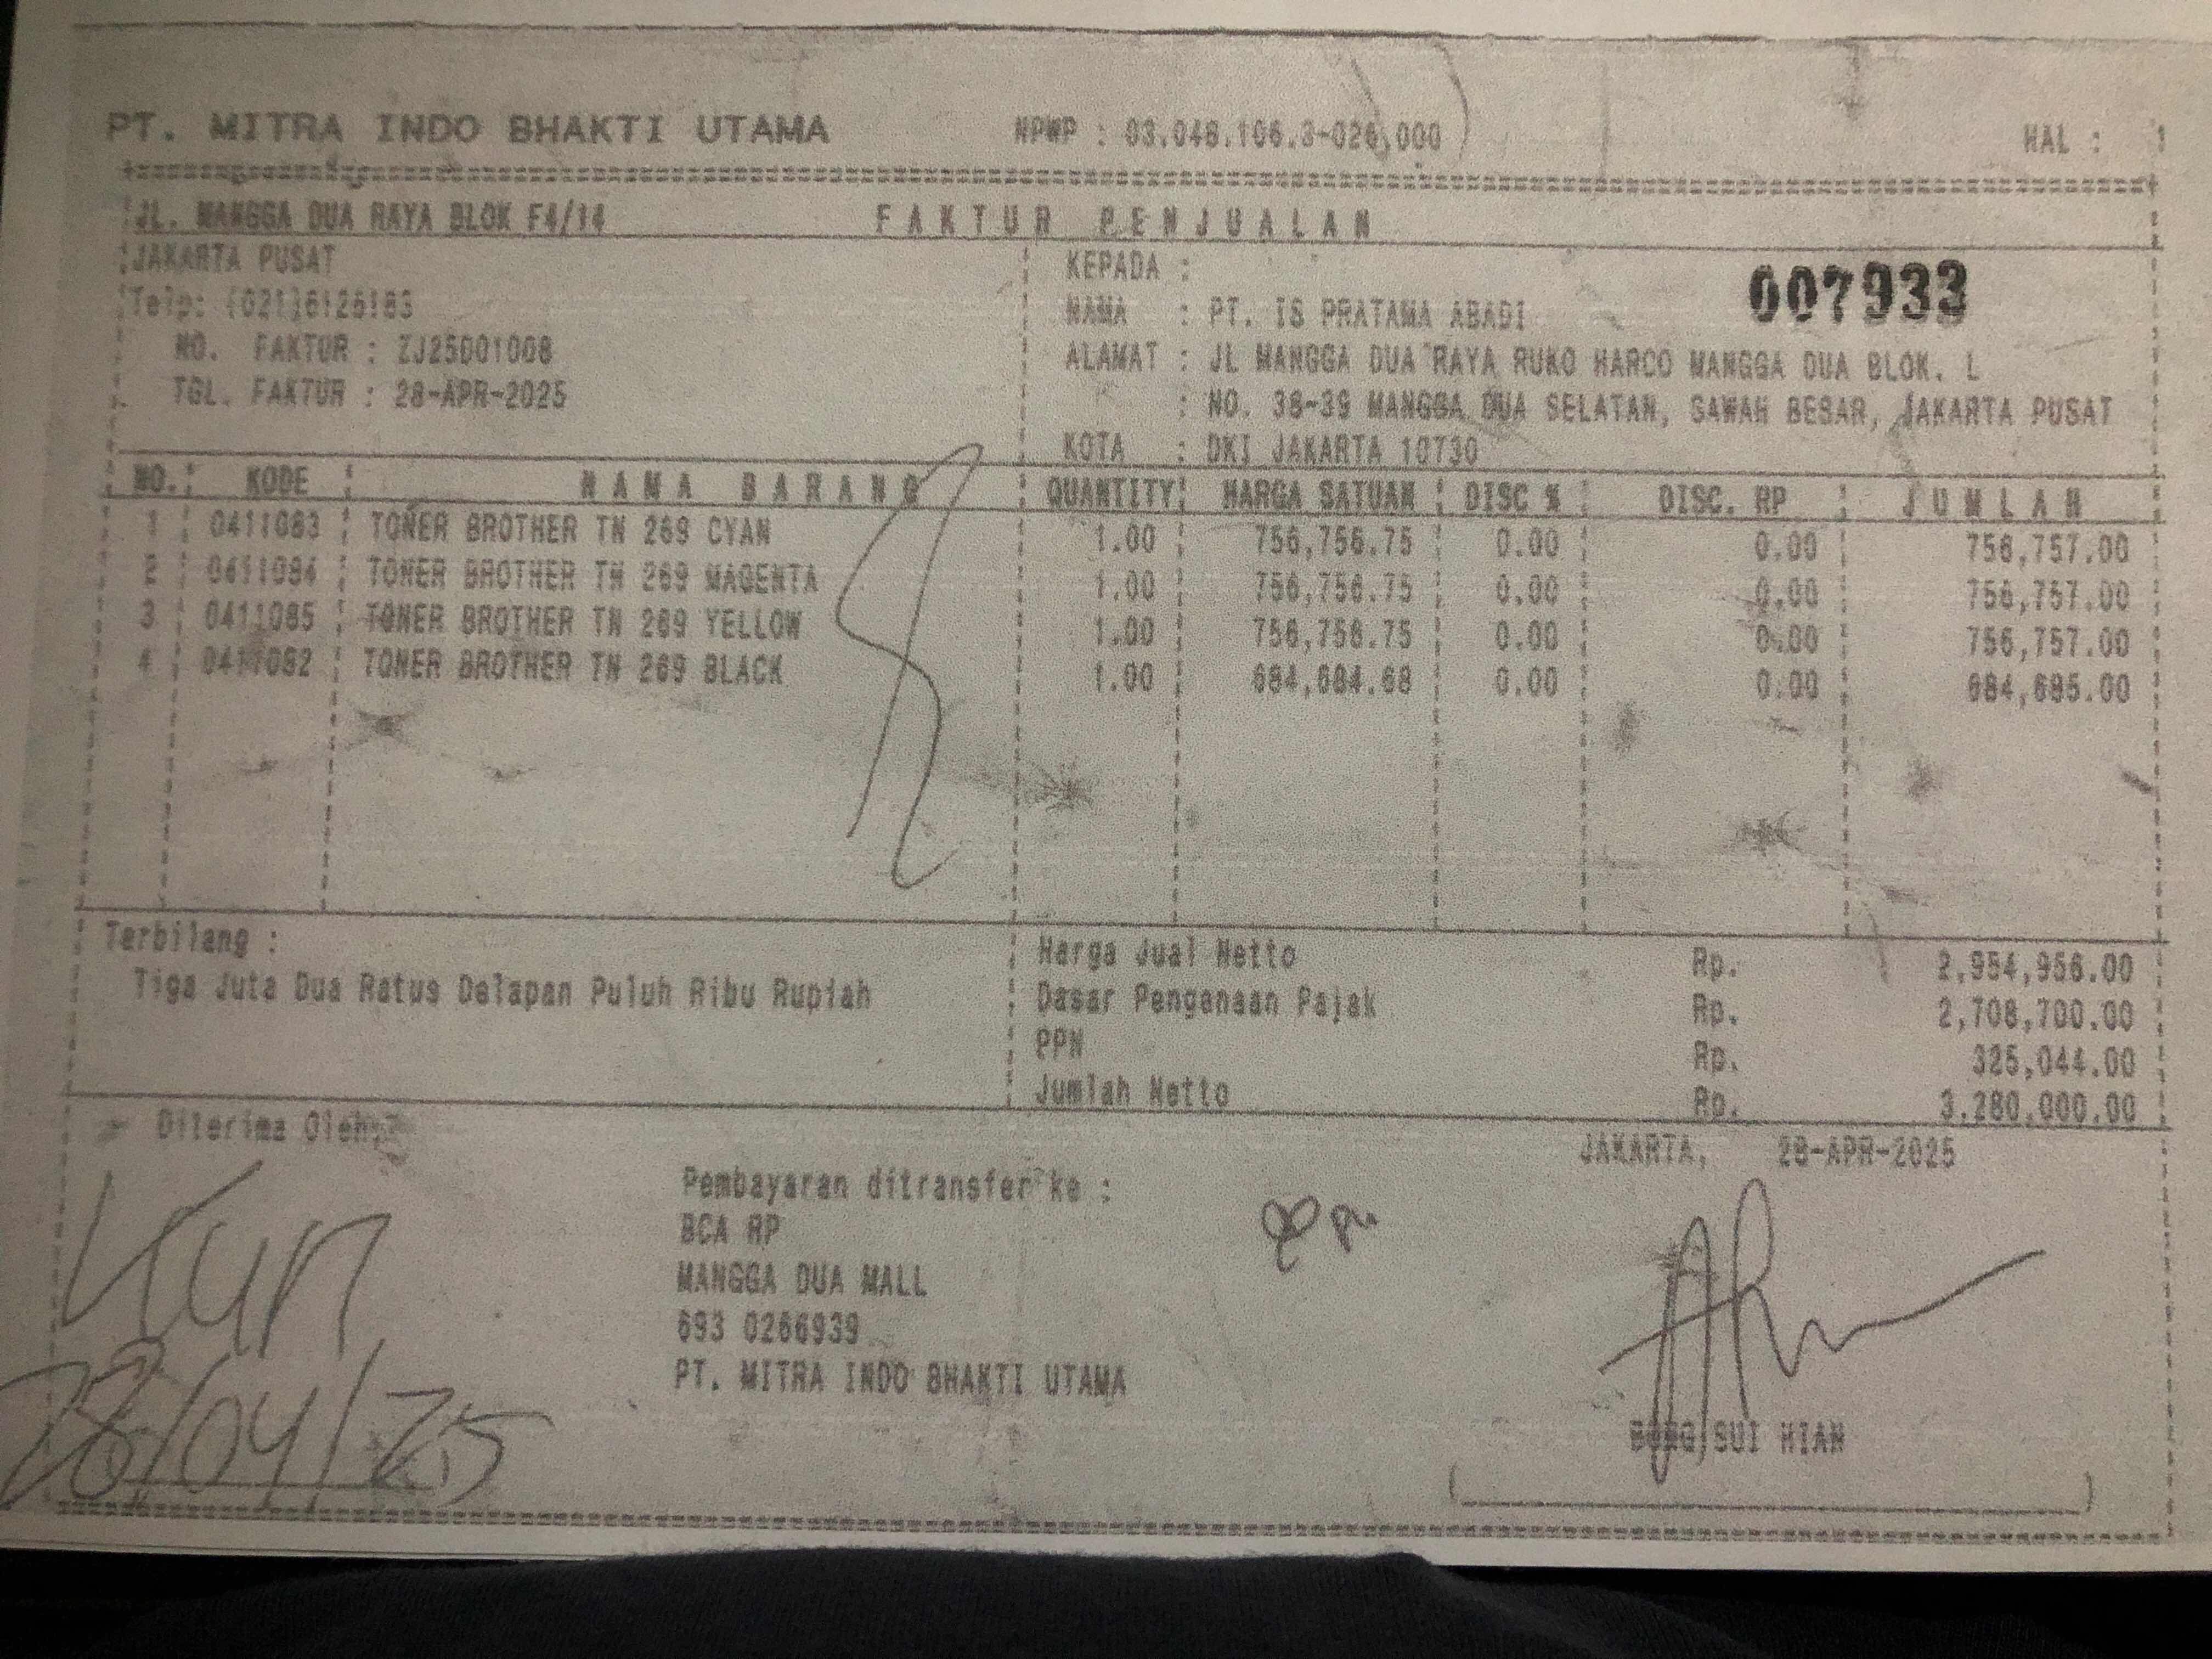 PT. MITRA INDO BHAKTI UTAMA NPWP : 03.048.106.3-026.000 HAL : 1
JL. MANGGA DUA RAYA BLOK F4/14 FAKTUR PENJUALAN
JAKARTA PUSAT
Telp: (021)6126183
NO. FAKTUR : ZJ25001008
TGL. FAKTUR : 28-APR-2025
KEPADA :
007933
NAMA : PT. IS PRATAMA ABADI
ALAMAT : JL MANGGA DUA RAYA RUKO HARCO MANGGA DUA BLOK. L
: NO. 38-39 MANGGA DUA SELATAN, SAWAH BESAR, JAKARTA PUSAT
KOTA : DKI JAKARTA 10730
NO. KODE NAMA BARANG QUANTITY HARGA SATUAN DISC % DISC. RP JUMLAH
1 0411083 TONER BROTHER TN 269 CYAN 1.00 756,756.75 0.00 0.00 756,757.00
2 0411084 TONER BROTHER TN 269 MAGENTA 1.00 756,756.75 0.00 0.00 756,757.00
3 0411085 TONER BROTHER TN 269 YELLOW 1.00 756,756.75 0.00 0.00 756,757.00
4 0411082 TONER BROTHER TN 269 BLACK 1.00 684,684.68 0.00 0.00 684,685.00
Terbilang :
Tiga Juta Dua Ratus Delapan Puluh Ribu Rupiah
Harga Jual Netto Rp. 2,954,956.00
Dasar Pengenaan Pajak Rp. 2,708,700.00
PPN Rp. 325,044.00
Jumlah Netto Rp. 3,280,000.00
Diterima Oleh,
JAKARTA, 28-APR-2025
Pembayaran ditransfer ke :
BCA RP
MANGGA DUA MALL
693 0266939
PT. MITRA INDO BHAKTI UTAMA
28/04/25
BONG SUI HIAN